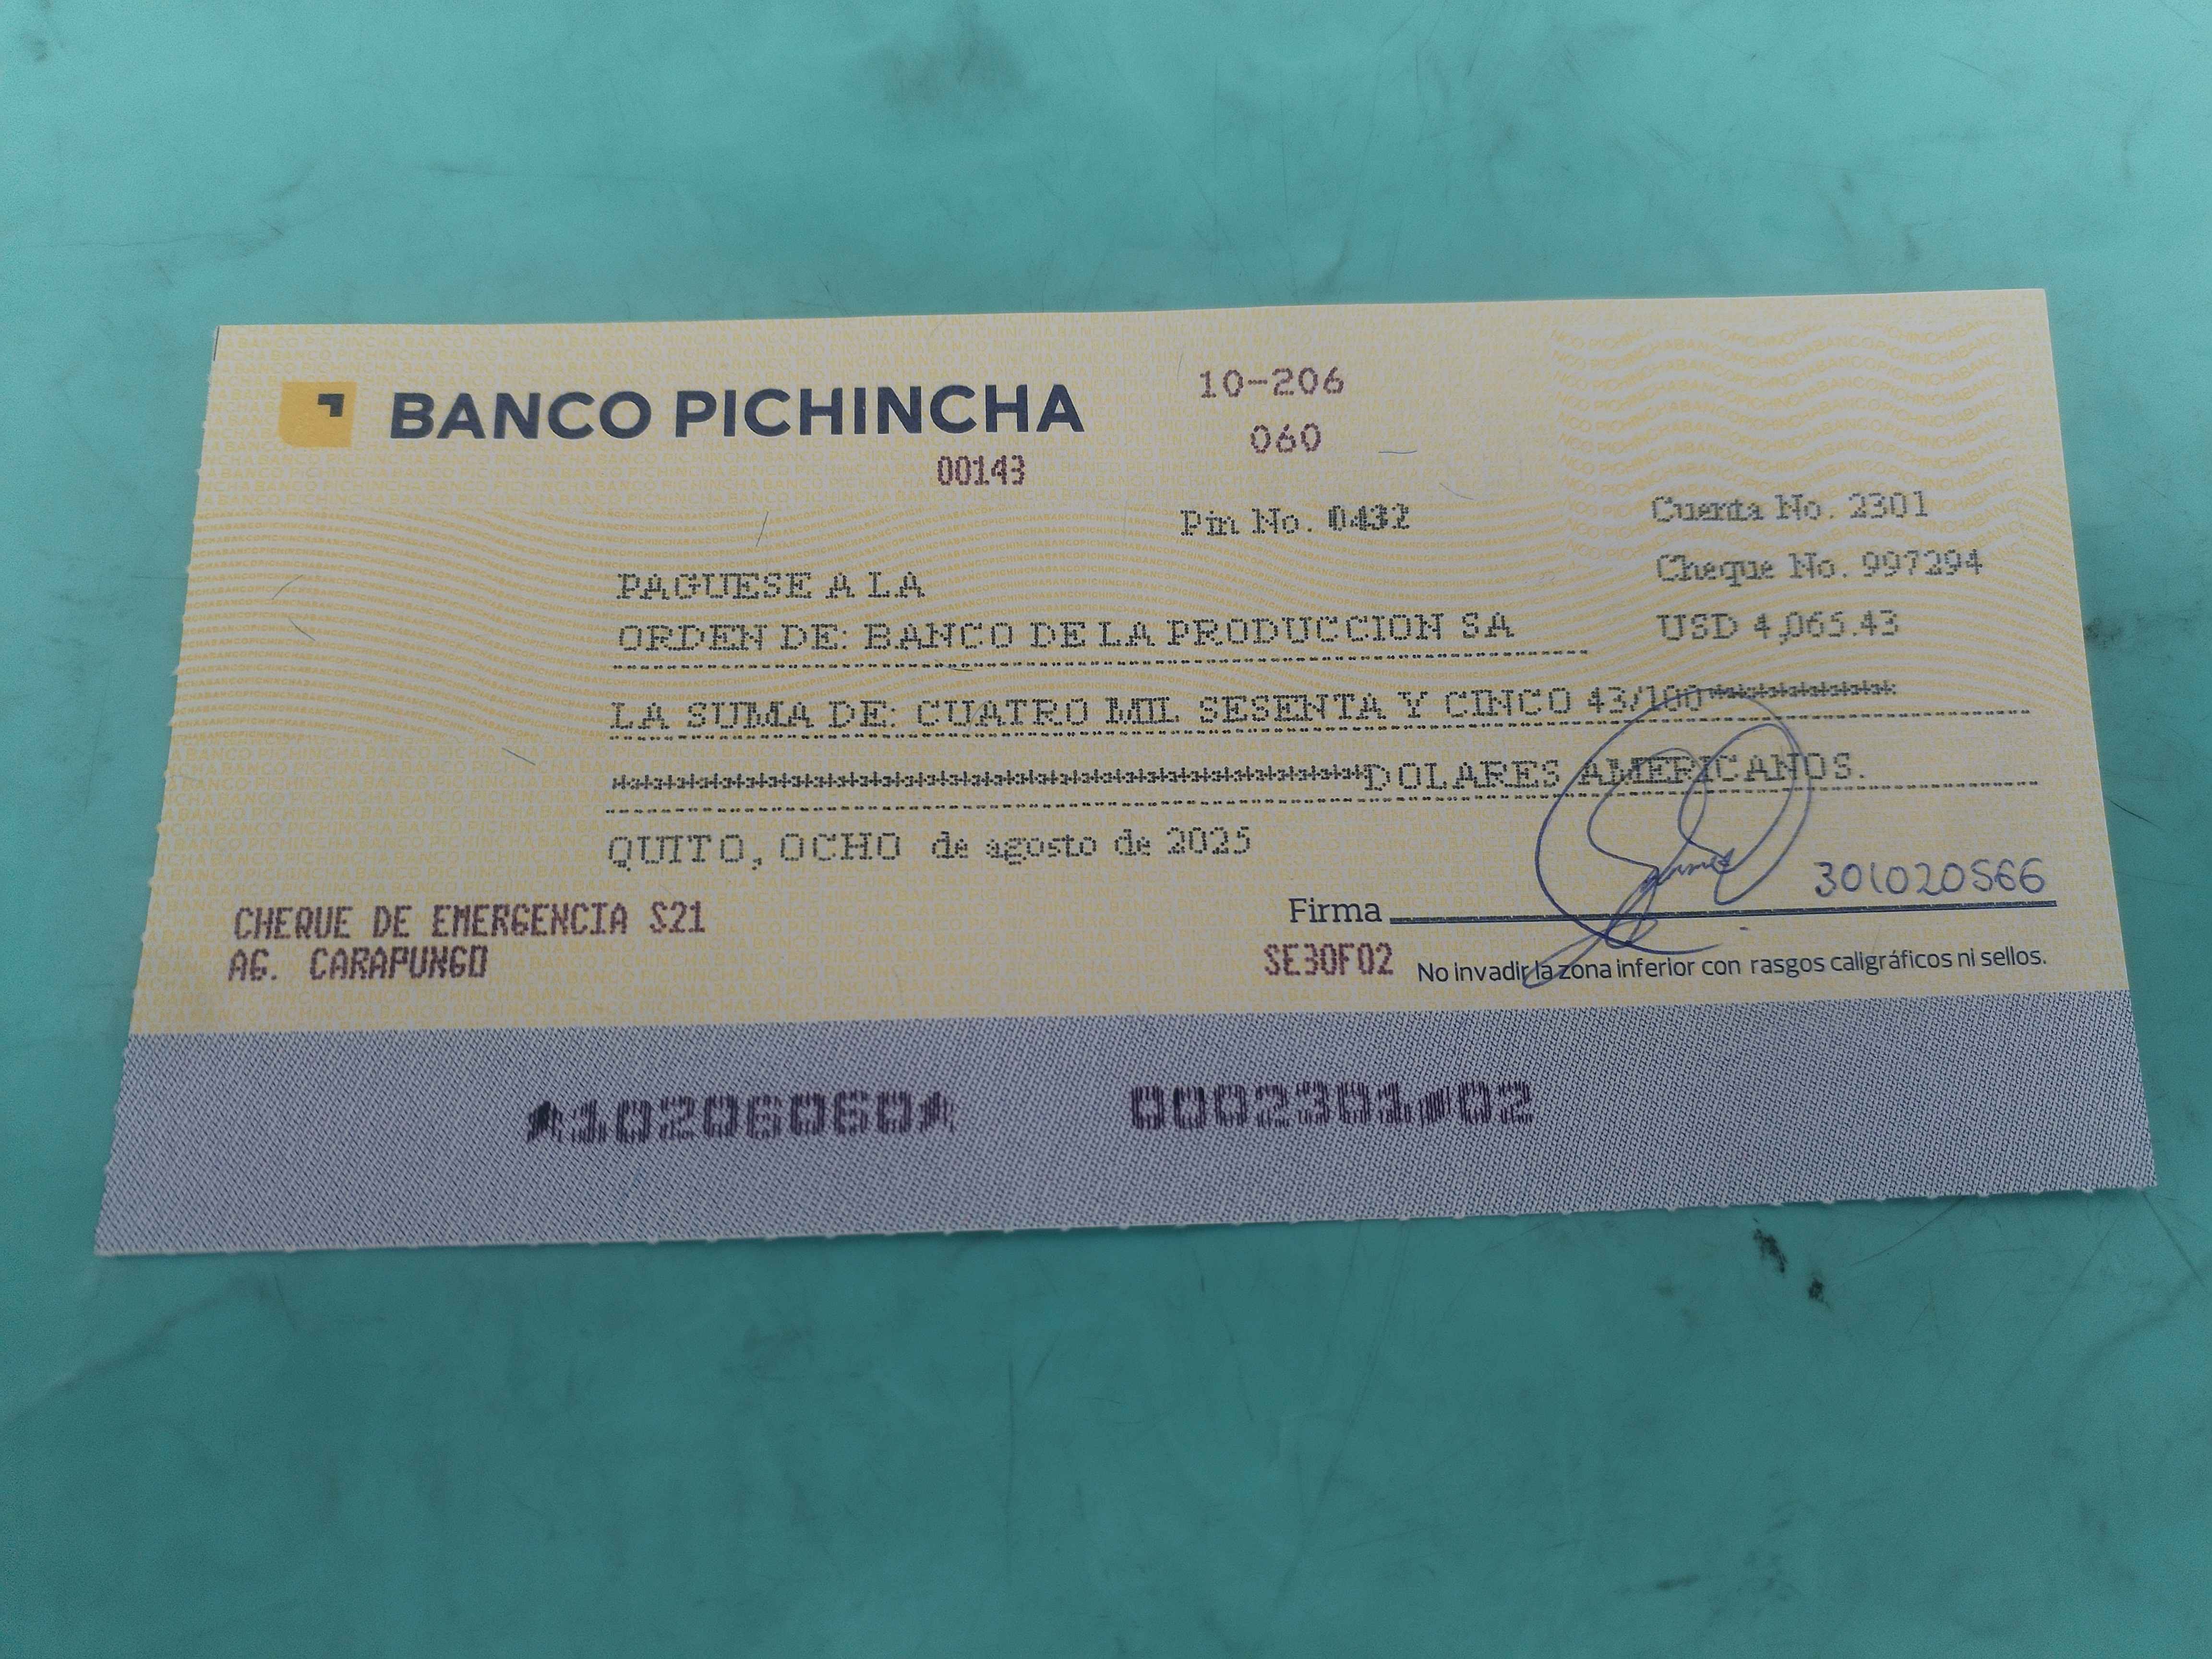 BANCO PICHINCHA
00143
10-206
060
Pin No. 0432
Cuenta No. 2301
Cheque No. 997294
USD 4,065.43
PAGUESE A LA
ORDEN DE: BANCO DE LA PRODUCCION SA
LA SUMA DE: CUATRO MIL SESENTA Y CINCO 43/100
DOLARES AMERICANOS.
QUITO, OCHO de agosto de 2025
301020566
Firma
CHEQUE DE EMERGENCIA S21
AG. CARAPUNGO
SE30F02
No invadir la zona inferior con rasgos caligráficos ni sellos.
A10206060A 0002301 02